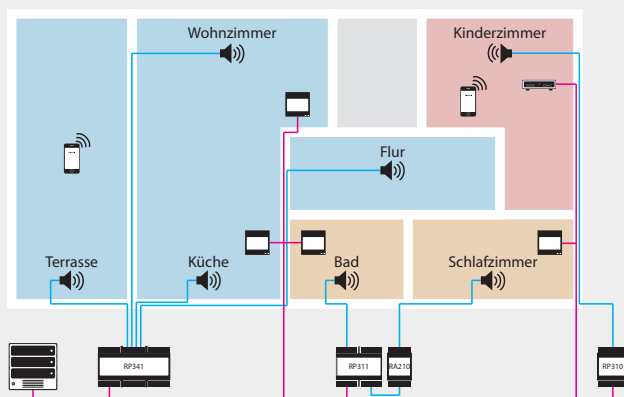 Wohnzimmer
Kinderzimmer
Flur
Terrasse
Küche
Bad
Schlafzimmer
RP341
RP311
RA210
RP310